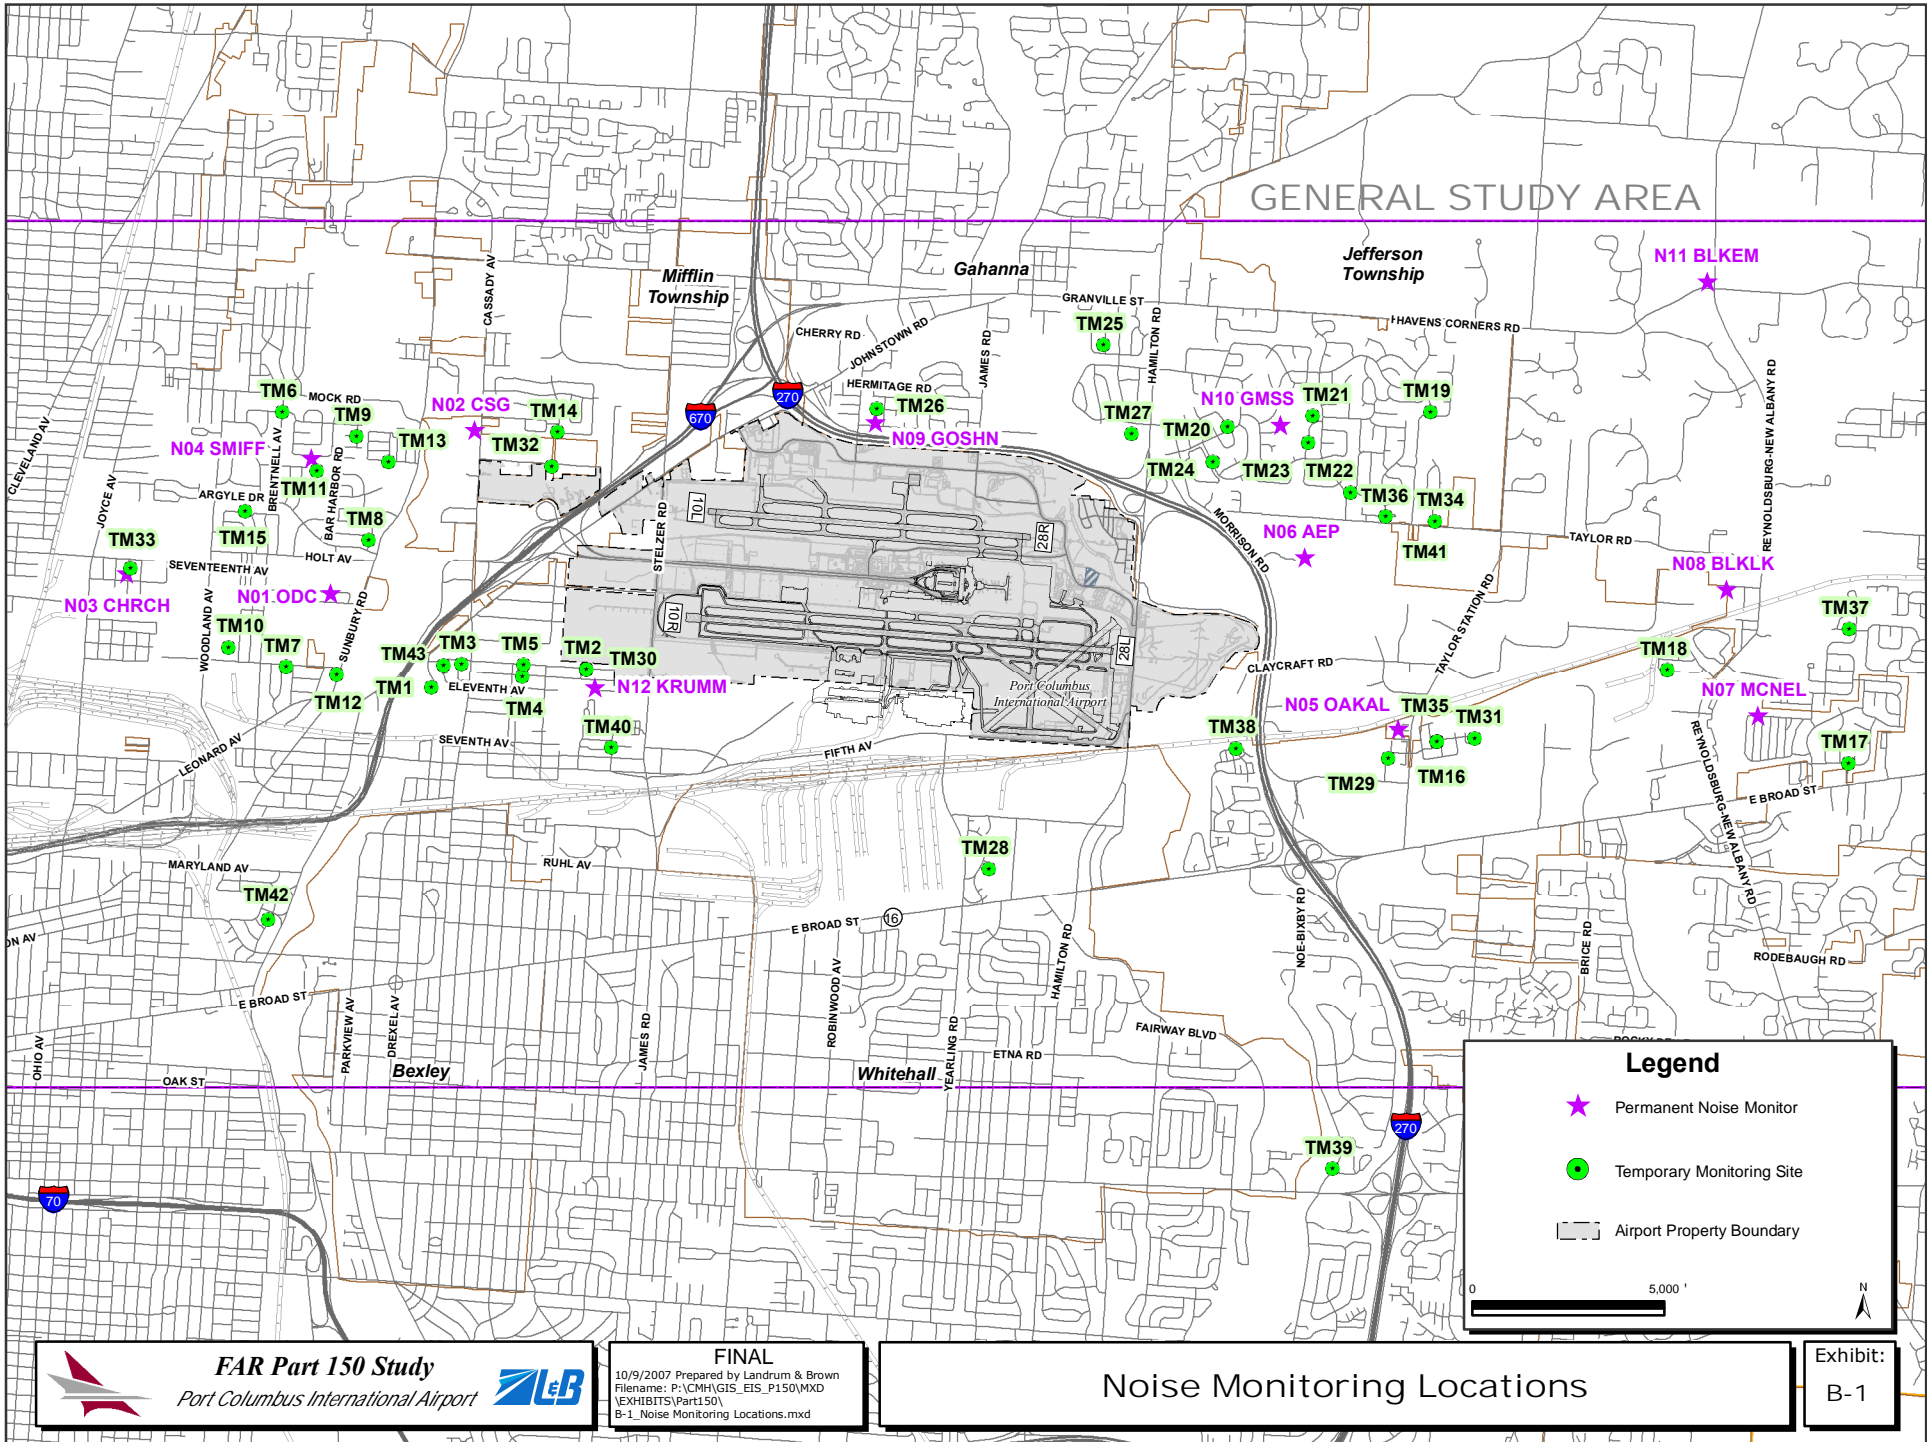 GENERAL STUDY AREA
Jefferson
Township
N11 BLKEM
Mifflin
Township
Gahanna
CASSADY AV
GRANVILLE ST
TM25
HAMILTON RD
HAVENS CORNERS RD
CHERRY RD
JOHNSTOWN RD
JAMES RD
REYNOLDSBURG-NEW ALBANY RD
TM6
MOCK RD
TM9
N02 CSG
TM14
670
270
HERMITAGE RD
TM26
N10 GMSS
TM21
TM19
CLEVELAND AV
N04 SMIFF
BRENTNELL AV
TM13
TM32
N09 GOSHN
TM27
TM20
TM11
BAR HARBOR RD
TM24
TM23
TM22
JOYCE AV
ARGYLE DR
10L
28R
TM36
TM34
TM33
TM15
TM8
STELZER RD
MORRISON RD
N06 AEP
TM41
TAYLOR RD
HOLT AV
SEVENTEENTH AV
N08 BLKLK
N03 CHRCH
WOODLAND AV
N01 ODC
SUNBURY RD
10R
TAYLOR STATION RD
TM37
TM10
TM7
TM43
TM3
TM5
TM2
TM30
28L
CLAYCRAFT RD
TM18
TM12
TM1
ELEVENTH AV
N12 KRUMM
TM4
Port Columbus
International Airport
N07 MCNEL
N05 OAKAL
TM35
TM31
LEONARD AV
SEVENTH AV
TM40
FIFTH AV
TM38
TM29
TM16
REYNOLDSBURG-NEW ALBANY RD
TM17
E BROAD ST
MARYLAND AV
RUHL AV
TM28
TM42
E BROAD ST
16
ON AV
HAMILTON RD
NOE-BIXBY RD
BRICE RD
RODEBAUGH RD
E BROAD ST
PARKVIEW AV
DREXEL AV
ROBINWOOD AV
YEARLING RD
FAIRWAY BLVD
OHIO AV
JAMES RD
ETNA RD
OAK ST
Bexley
Whitehall
270
TM39
70
Legend
Permanent Noise Monitor
Temporary Monitoring Site
Airport Property Boundary
0 5,000 '
N
FAR Part 150 Study
Port Columbus International Airport
L&B
FINAL
10/9/2007 Prepared by Landrum & Brown
Filename: P:\CMH\GIS_EIS_P150\MXD
\EXHIBITS\Part150\
B-1_Noise Monitoring Locations.mxd
Noise Monitoring Locations
Exhibit:
B-1